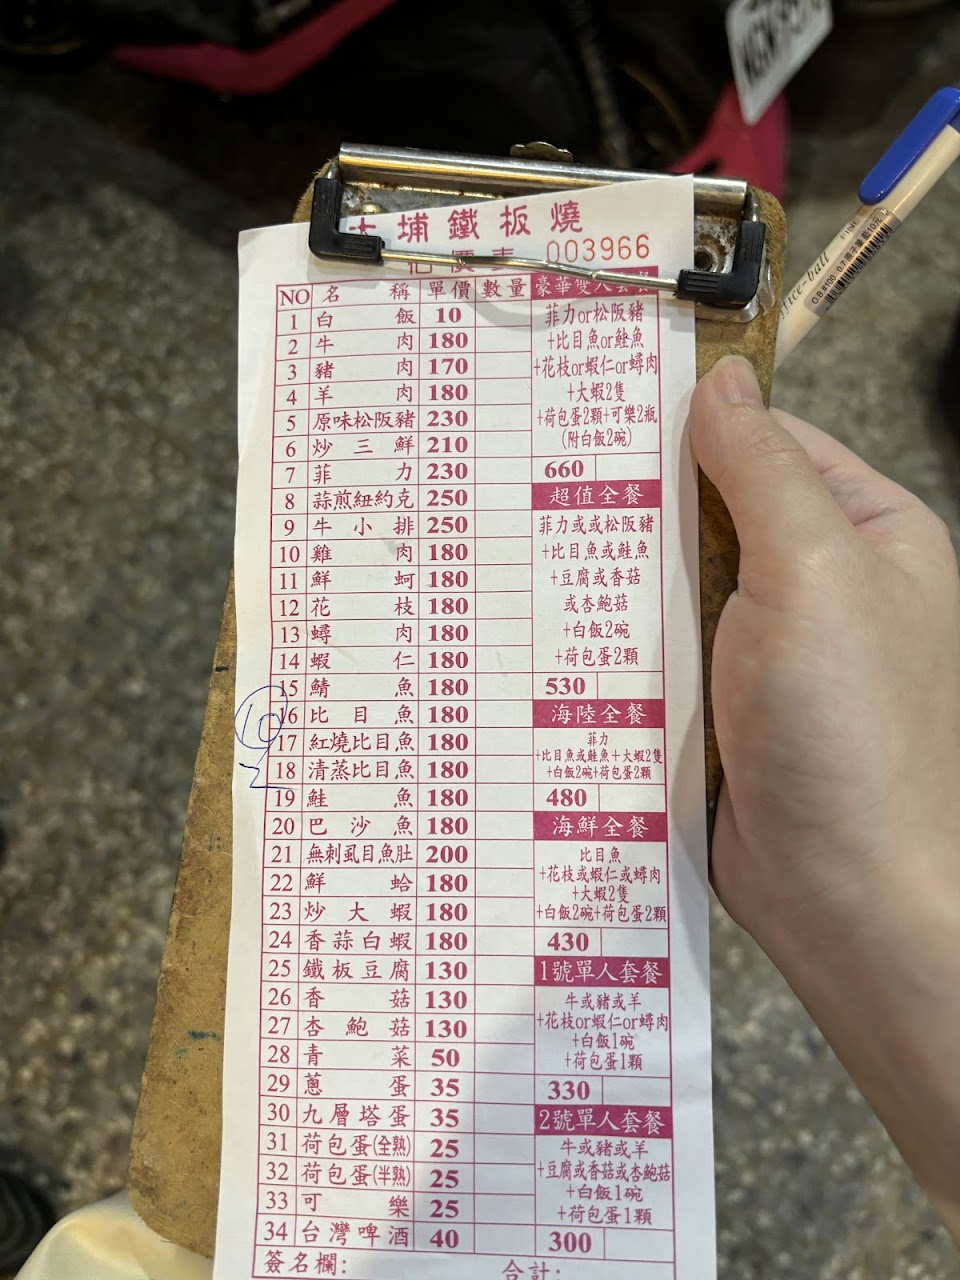 埔鐵板燒
003966
NO 名稱 單價 數量 豪華雙人套餐
1 白飯 10
2 牛肉 180
3 豬肉 170
4 羊肉 180
5 原味松阪豬 230
6 炒三鮮 210
7 菲力 230
8 蒜煎紐約克 250
9 牛小排 250
10 雞肉 180
11 鮮蚵 180
12 花枝 180
13 蟳肉 180
14 蝦仁 180
15 鯖魚 180
16 比目魚 180
17 紅燒比目魚 180
18 清蒸比目魚 180
19 鮭魚 180
20 巴沙魚 180
21 無刺虱目魚肚 200
22 鮮蛤 180
23 炒大蝦 180
24 香蒜白蝦 180
25 鐵板豆腐 130
26 香菇 130
27 杏鮑菇 130
28 青菜 50
29 蔥蛋 35
30 九層塔蛋 35
31 荷包蛋(全熟) 25
32 荷包蛋(半熟) 25
33 可樂 25
34 台灣啤酒 40
菲力or松阪豬
+比目魚or鮭魚
+花枝or蝦仁or蟳肉
+大蝦2隻
+荷包蛋2顆+可樂2瓶
(附白飯2碗)
660
超值全餐
菲力或或松阪豬
+比目魚或鮭魚
+豆腐或香菇
或杏鮑菇
+白飯2碗
+荷包蛋2顆
530
海陸全餐
菲力
+比目魚或鮭魚+大蝦2隻
+白飯2碗+荷包蛋2顆
480
海鮮全餐
比目魚
+花枝或蝦仁或蟳肉
+大蝦2隻
+白飯2碗+荷包蛋2顆
430
1號單人套餐
牛或豬或羊
+花枝or蝦仁or蟳肉
+白飯1碗
+荷包蛋1顆
330
2號單人套餐
牛或豬或羊
+豆腐或香菇或杏鮑菇
+白飯1碗
+荷包蛋1顆
300
簽名欄: 合計:
10